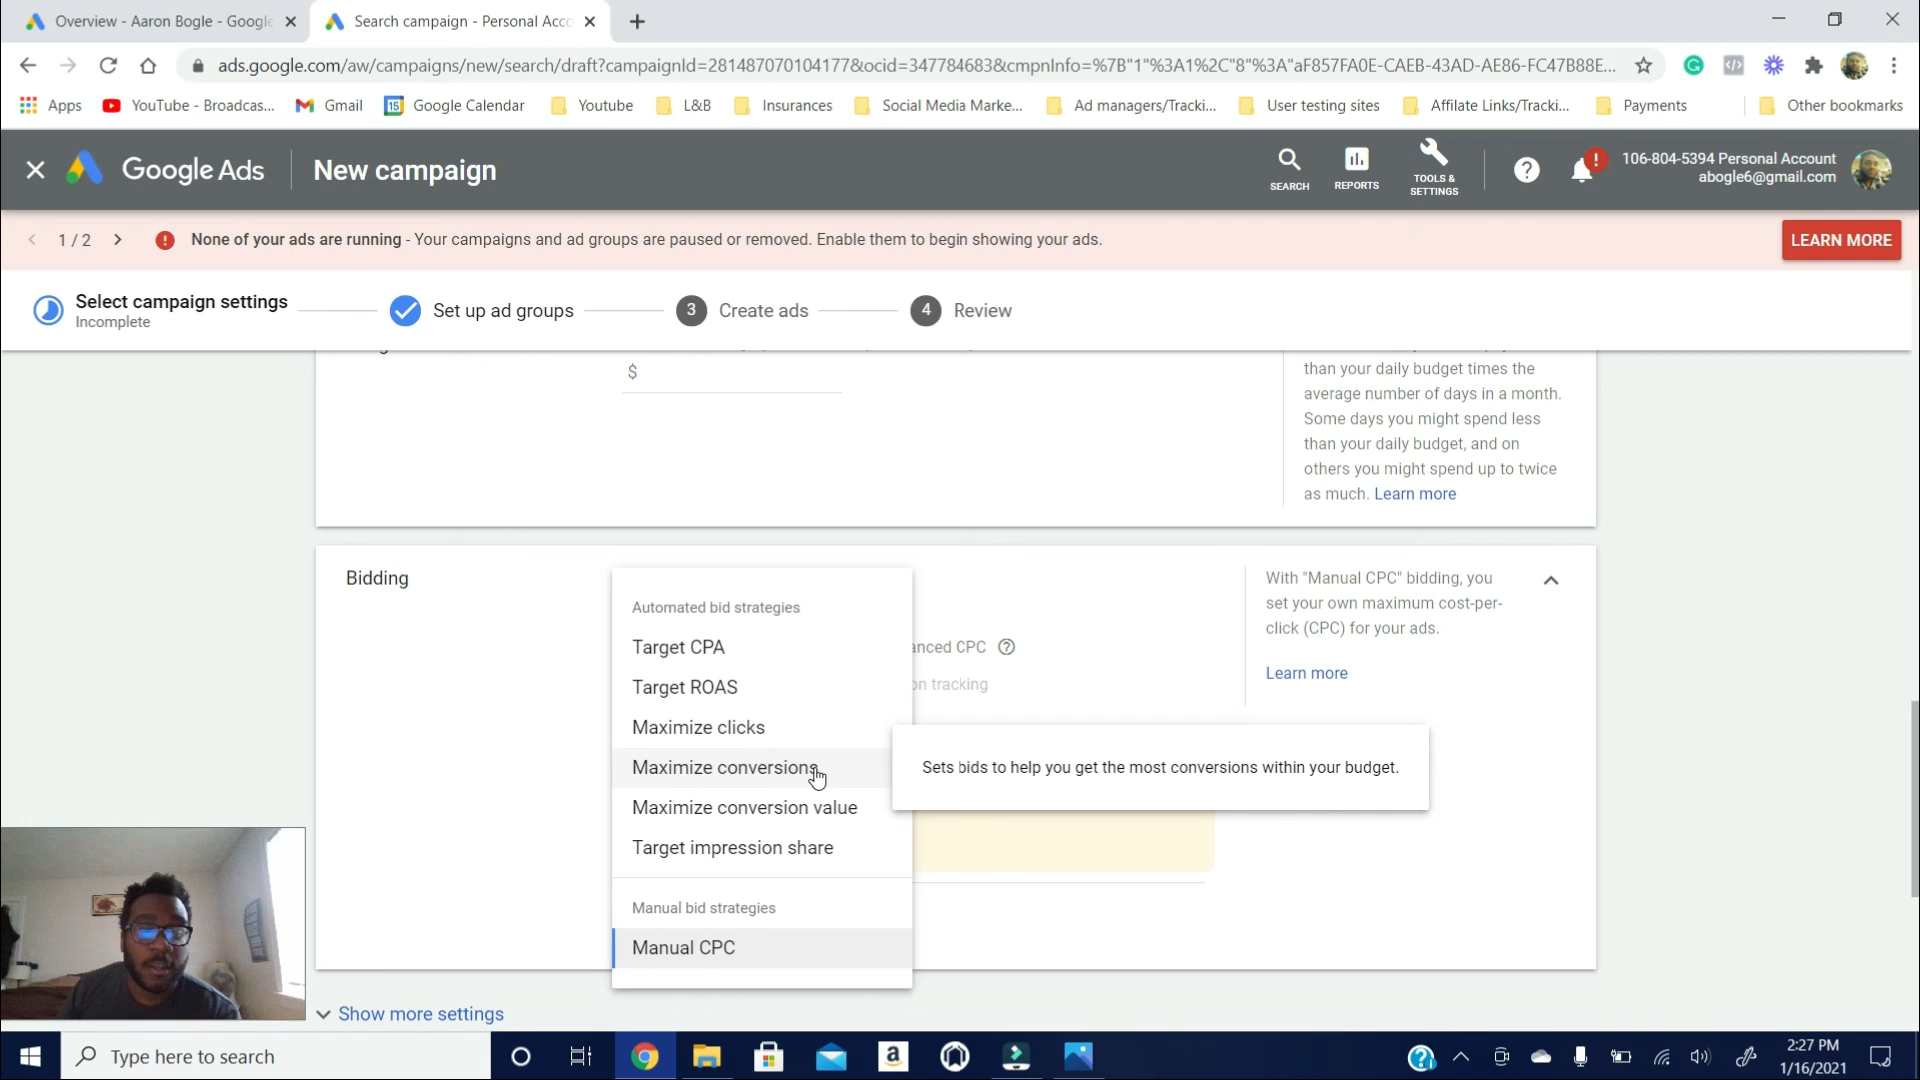 Overview - Aaron Bogle - Google
Search campaign - Personal Acco
ads.google.com/aw/campaigns/new/search/draft?campaignId=281487070104177&ocid=347784683&cmpnInfo=%7B"1"%3A1%2C"8"%3A"aF857FA0E-CAEB-43AD-AE86-FC47B88E...
Apps
YouTube - Broadcas...
Gmail
15
Google Calendar
Youtube
L&B
Insurances
Social Media Marke...
Ad managers/Tracki...
User testing sites
Affilate Links/Tracki...
Payments
Other bookmarks
Google Ads
New campaign
SEARCH
REPORTS
TOOLS &
SETTINGS
?
!
106-804-5394 Personal Account
abogle6@gmail.com
1 / 2
! None of your ads are running - Your campaigns and ad groups are paused or removed. Enable them to begin showing your ads.
LEARN MORE
Select campaign settings
Incomplete
Set up ad groups
3 Create ads
4 Review
$
than your daily budget times the
average number of days in a month.
Some days you might spend less
than your daily budget, and on
others you might spend up to twice
as much. Learn more
Bidding
Automated bid strategies
Target CPA
Target ROAS
Maximize clicks
Maximize conversions
Maximize conversion value
Target impression share
Manual bid strategies
Manual CPC
anced CPC ?
on tracking
Sets bids to help you get the most conversions within your budget.
With "Manual CPC" bidding, you
set your own maximum cost-per-
click (CPC) for your ads.
Learn more
Show more settings
Type here to search
2:27 PM
1/16/2021